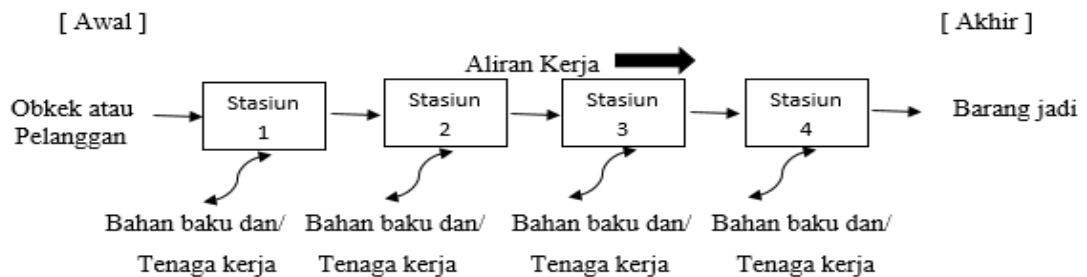 [ Awal ]
[ Akhir ]
Aliran Kerja
Obkek atau
Pelanggan
Stasiun
1
Stasiun
2
Stasiun
3
Stasiun
4
Barang jadi
Bahan baku dan/
Tenaga kerja
Bahan baku dan/
Tenaga kerja
Bahan baku dan/
Tenaga kerja
Bahan baku dan/
Tenaga kerja